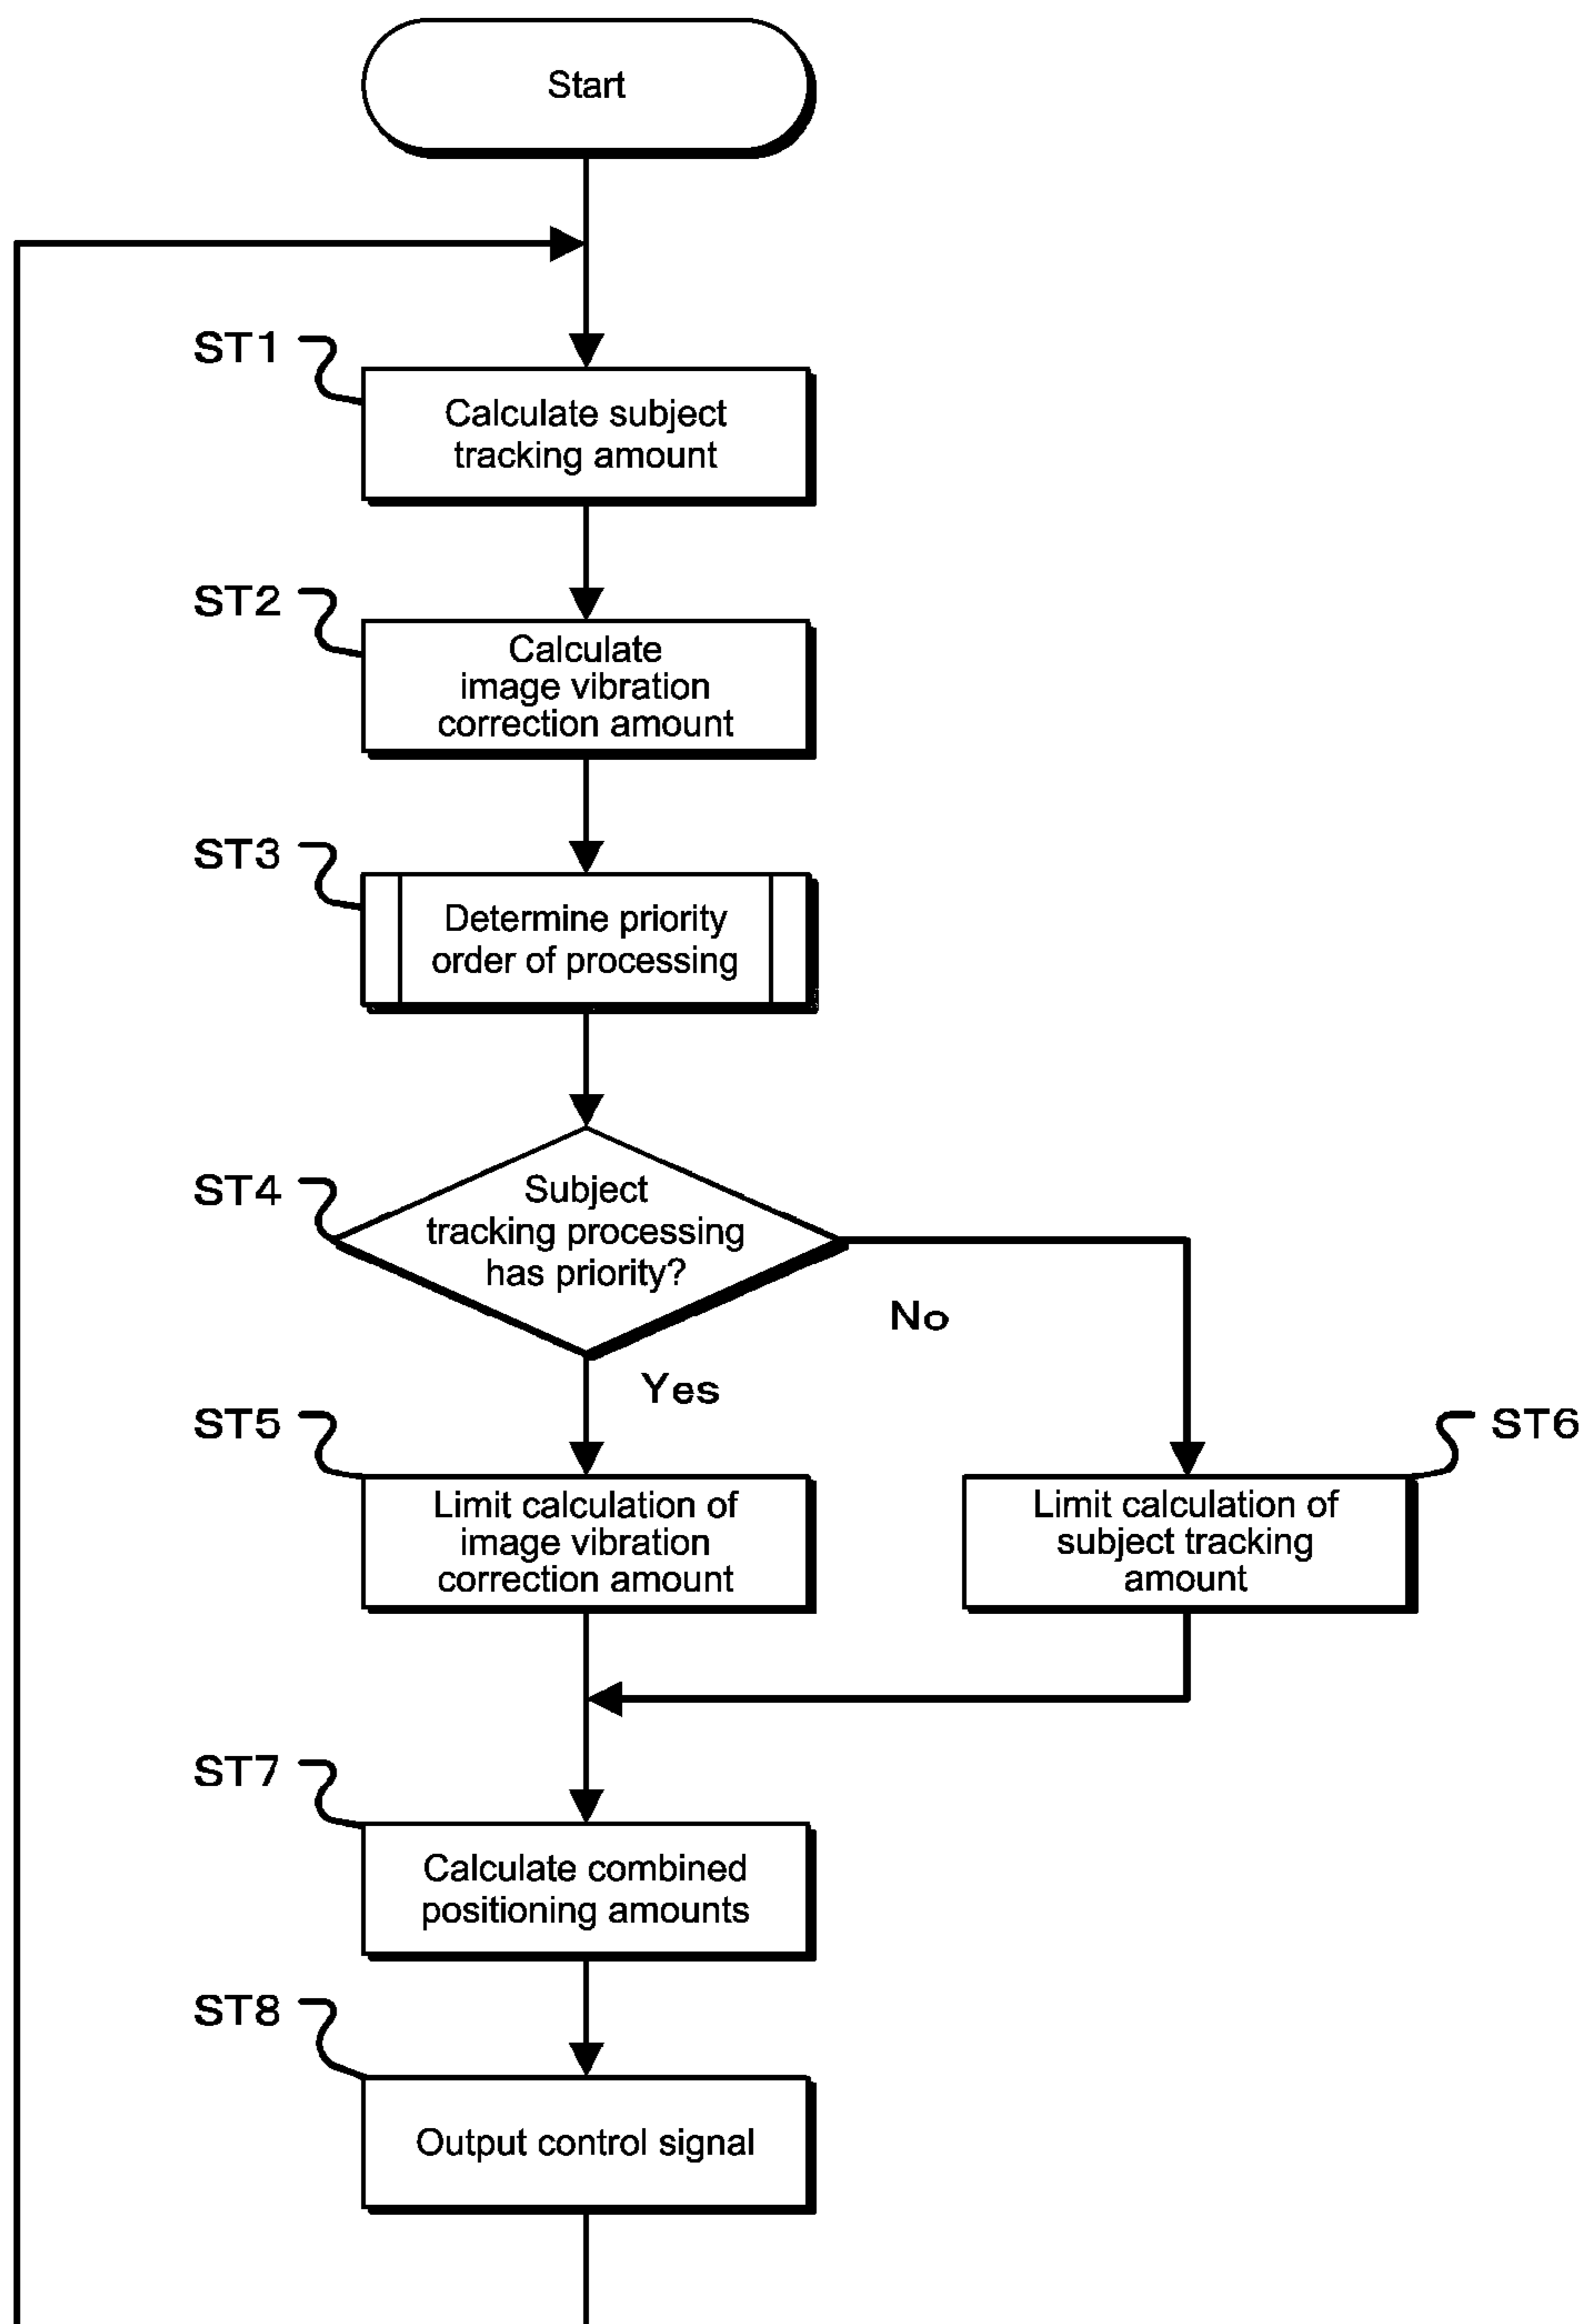 Start
ST1
Calculate subject
tracking amount
ST2
Calculate
image vibration
correction amount
ST3
Determine priority
order of processing
ST4
Subject
tracking processing
has priority?
No
Yes
ST5
Limit calculation of
image vibration
correction amount
ST6
Limit calculation of
subject tracking
amount
ST7
Calculate combined
positioning amounts
ST8
Output control signal